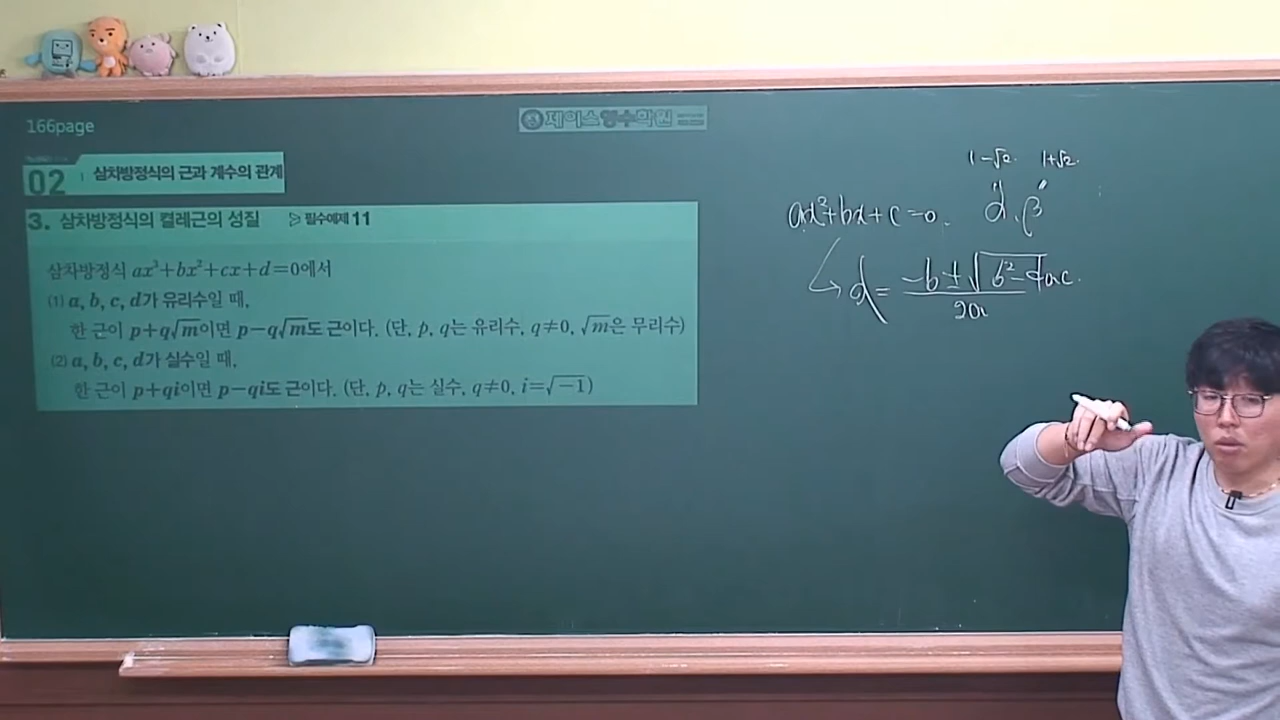 166page
제이스영수학원
02 삼차방정식의 근과 계수의 관계
3. 삼차방정식의 켤레근의 성질 ▷ 필수예제 11
삼차방정식 ax³+bx²+cx+d=0에서
(1) a, b, c, d가 유리수일 때,
한 근이 p+q√m이면 p−q√m도 근이다. (단, p, q는 유리수, q≠0, √m은 무리수)
(2) a, b, c, d가 실수일 때,
한 근이 p+qi이면 p−qi도 근이다. (단, p, q는 실수, q≠0, i=√−1)
1−√2. 1+√2.
ax²+bx+c=0. α, β
α = (−b±√(b²−4ac))/2a